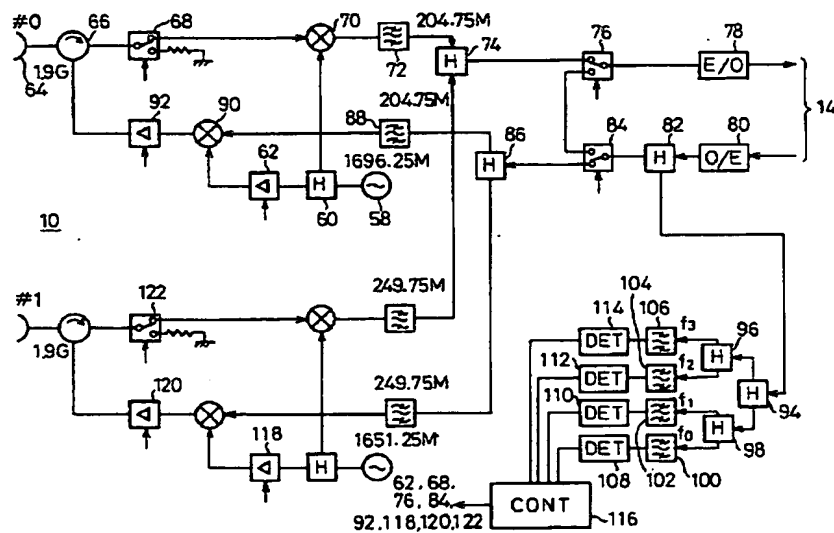 #0
66
68
70
204.75M
72
74
76
78
E/O
14
1.9G
64
92
90
204.75M
88
86
84
82
80
H
H
H
O/E
62
1696.25M
H
60
58
10
#1
122
249.75M
1.9G
120
249.75M
118
1651.25M
H
114
104
106
f3
DET
96
H
112
DET
f2
110
94
H
DET
f1
H
98
DET
f0
108
102
100
62, 68,
76, 84,
92,118,120,122
CONT
116